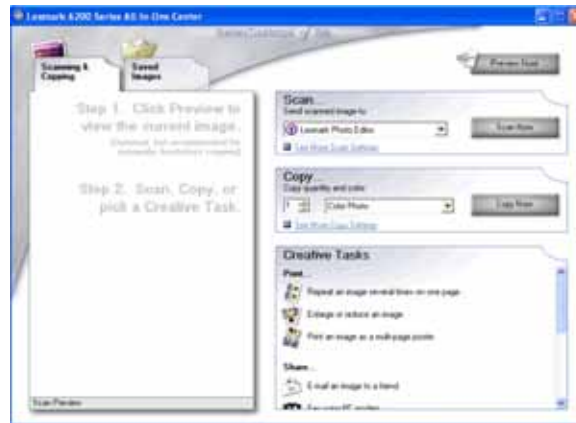 Lexmark 6200 Series All-In-One Center
Scanning & Copying
Saved Images
Preview Now
Step 1. Click Preview to
view the current image.
Step 2. Scan, Copy, or
pick a Creative Task.
Scan Preview
Scan...
Send scanned image to:
Lexmark Photo Editor
Scan Now
See More Scan Settings
Copy...
Copy quantity and color:
1
Color Photo
Copy Now
See More Copy Settings
Creative Tasks
Print...
Repeat an image several times on one page
Enlarge or reduce an image
Print an image as a multi-page poster
Share...
E-mail an image to a friend
Fax using PC modem